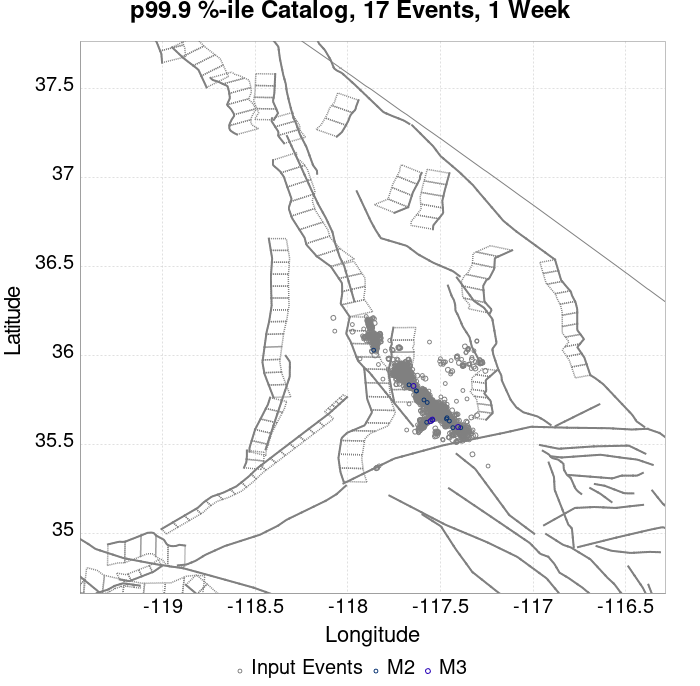 p99.9 %-ile Catalog, 17 Events, 1 Week
37.5
37
36.5
36
35.5
35
Latitude
-119
-118.5
-118
-117.5
-117
-116.5
Longitude
Input Events
M2
M3